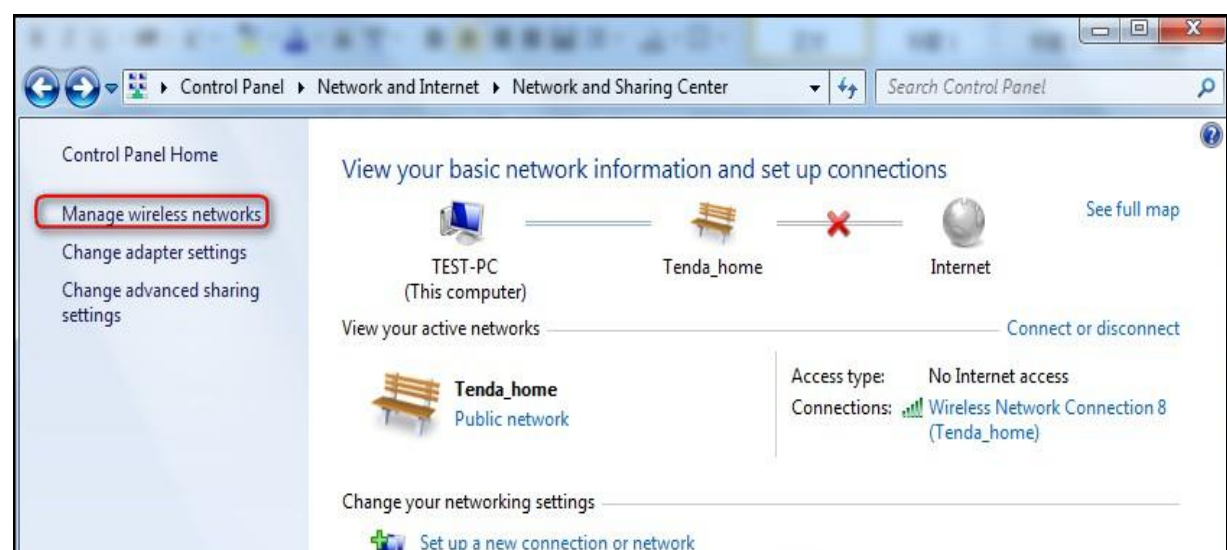 Control Panel Network and Internet Network and Sharing Center Search Control Panel
Control Panel Home
Manage wireless networks
Change adapter settings
Change advanced sharing
settings
View your basic network information and set up connections
See full map
TEST-PC
(This computer)
Tenda_home
Internet
View your active networks
Connect or disconnect
Tenda_home
Public network
Access type: No Internet access
Connections: Wireless Network Connection 8
(Tenda_home)
Change your networking settings
Set up a new connection or network